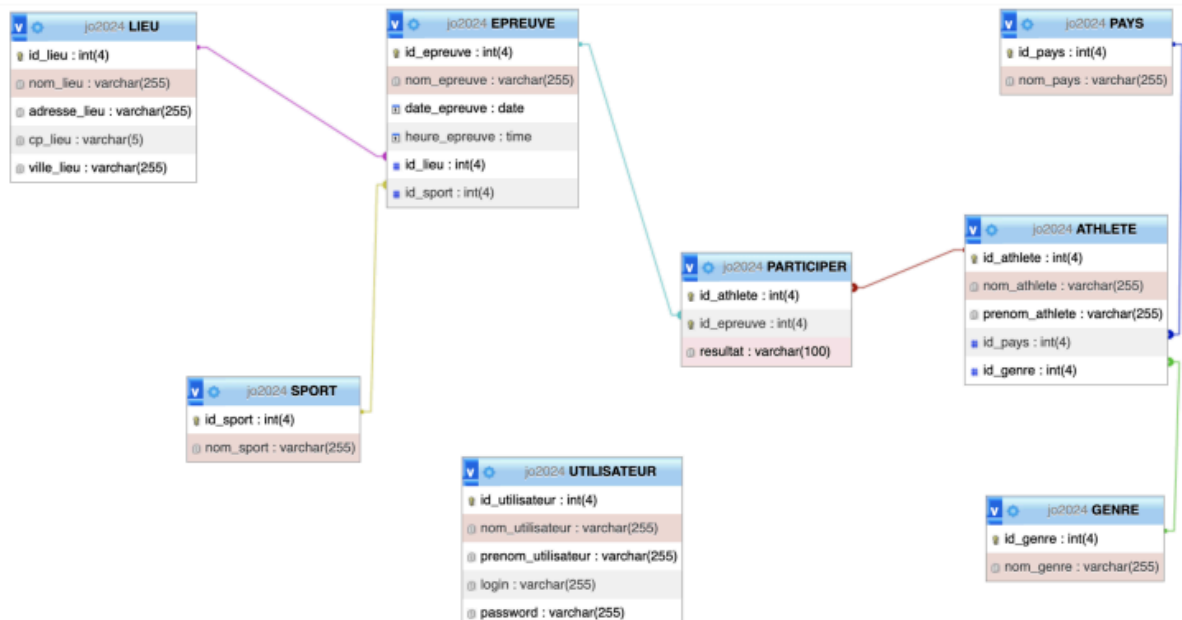 jo2024 LIEU
id_lieu : int(4)
nom_lieu : varchar(255)
adresse_lieu : varchar(255)
cp_lieu : varchar(5)
ville_lieu : varchar(255)
jo2024 EPREUVE
id_epreuve : int(4)
nom_epreuve : varchar(255)
date_epreuve : date
heure_epreuve : time
id_lieu : int(4)
id_sport : int(4)
jo2024 PAYS
id_pays : int(4)
nom_pays : varchar(255)
jo2024 PARTICIPER
id_athlete : int(4)
id_epreuve : int(4)
resultat : varchar(100)
jo2024 ATHLETE
id_athlete : int(4)
nom_athlete : varchar(255)
prenom_athlete : varchar(255)
id_pays : int(4)
id_genre : int(4)
jo2024 SPORT
id_sport : int(4)
nom_sport : varchar(255)
jo2024 UTILISATEUR
id_utilisateur : int(4)
nom_utilisateur : varchar(255)
prenom_utilisateur : varchar(255)
login : varchar(255)
password : varchar(255)
jo2024 GENRE
id_genre : int(4)
nom_genre : varchar(255)